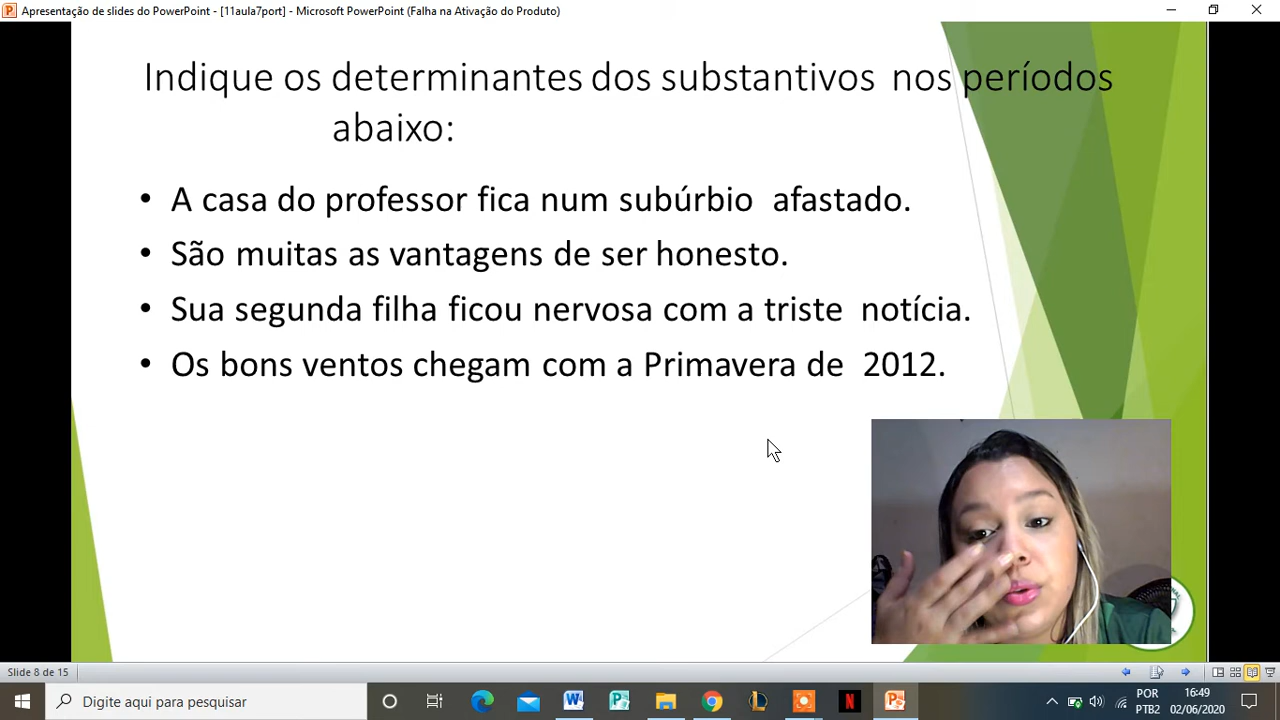 Apresentação de slides do PowerPoint - [11aula7port] - Microsoft PowerPoint (Falha na Ativação do Produto)
Indique os determinantes dos substantivos nos períodos
abaixo:
• A casa do professor fica num subúrbio afastado.
• São muitas as vantagens de ser honesto.
• Sua segunda filha ficou nervosa com a triste notícia.
• Os bons ventos chegam com a Primavera de 2012.
Slide 8 de 15
Digite aqui para pesquisar
POR
PTB2
16:49
02/06/2020